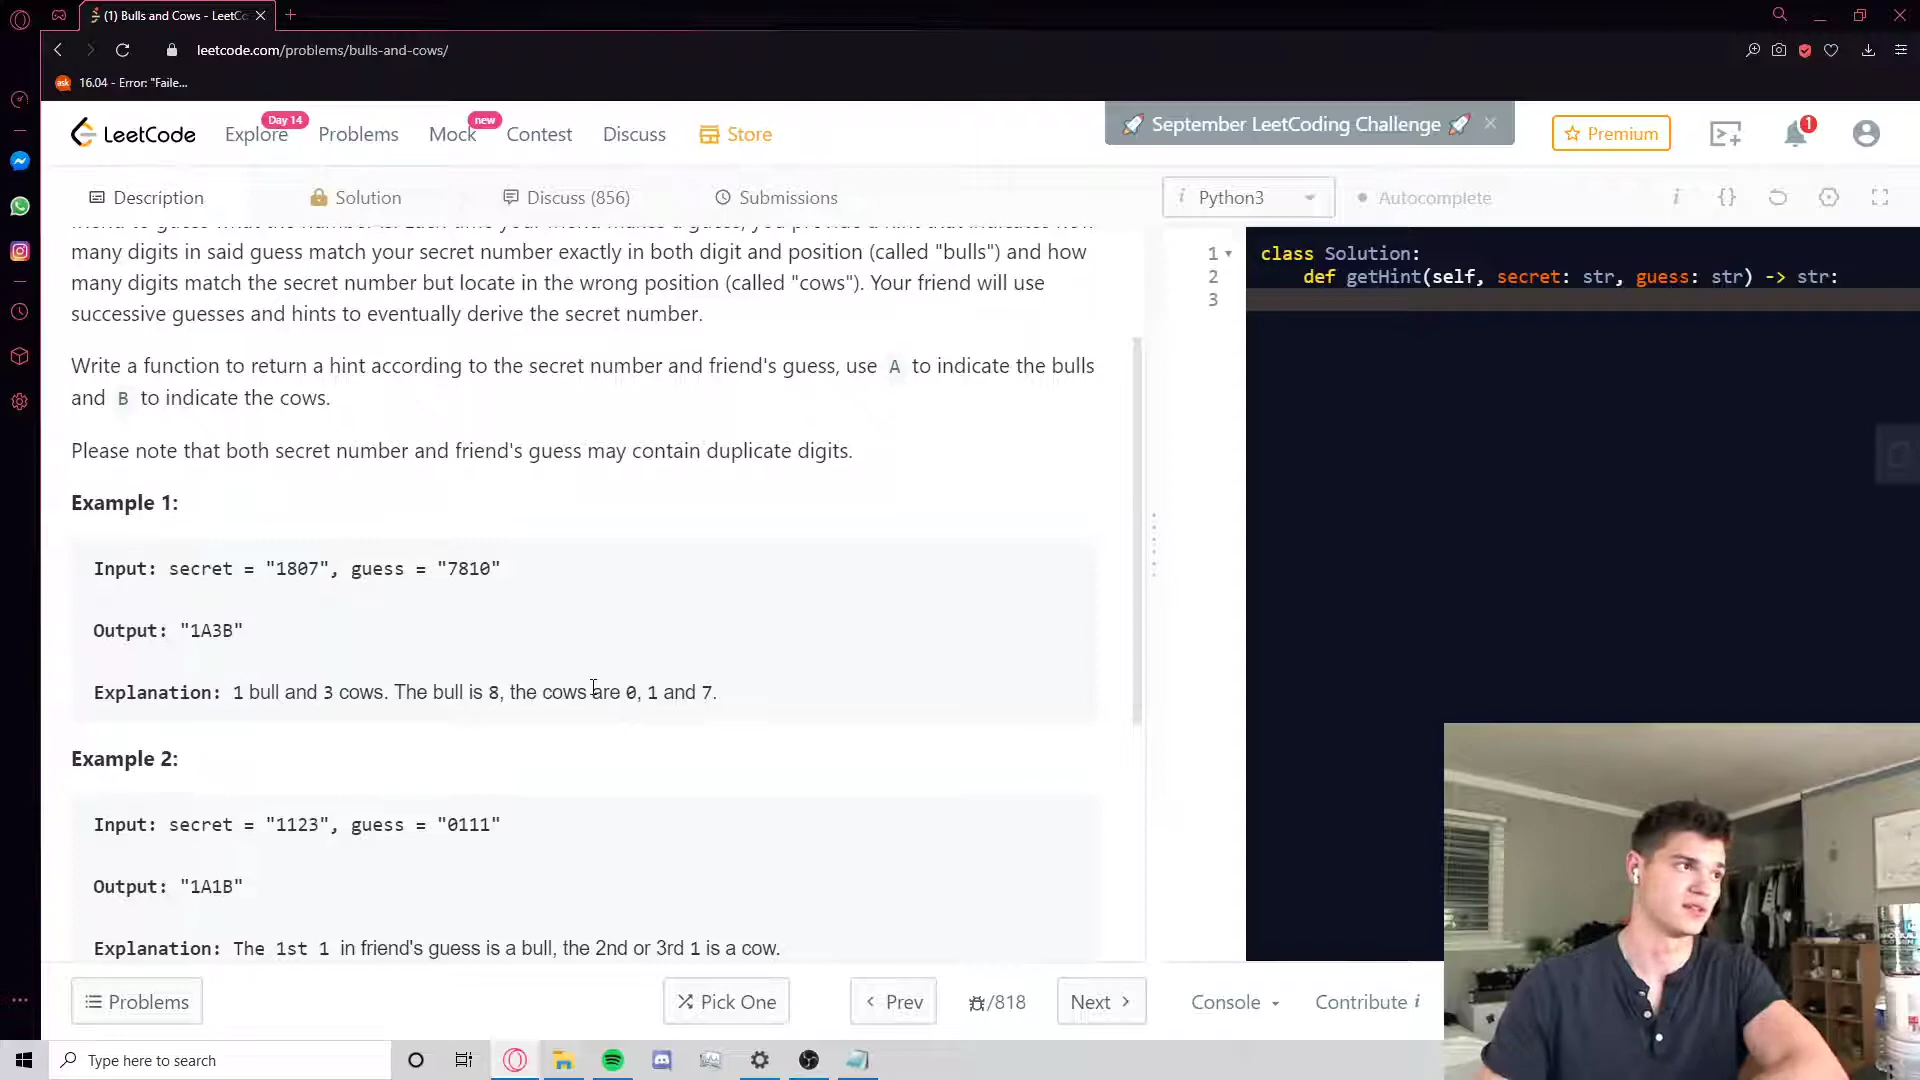 (1) Bulls and Cows - LeetCo
leetcode.com/problems/bulls-and-cows/
ask 16.04 - Error: "Faile...
LeetCode
Explore
Day 14
Problems
Mock
new
Contest
Discuss
Store
September LeetCoding Challenge
Premium
1
Description
Solution
Discuss (856)
Submissions
i Python3
Autocomplete
i {}
many digits in said guess match your secret number exactly in both digit and position (called "bulls") and how
many digits match the secret number but locate in the wrong position (called "cows"). Your friend will use
successive guesses and hints to eventually derive the secret number.
Write a function to return a hint according to the secret number and friend's guess, use A to indicate the bulls
and B to indicate the cows.
Please note that both secret number and friend's guess may contain duplicate digits.
Example 1:
Input: secret = "1807", guess = "7810"
Output: "1A3B"
Explanation: 1 bull and 3 cows. The bull is 8, the cows are 0, 1 and 7.
Example 2:
Input: secret = "1123", guess = "0111"
Output: "1A1B"
Explanation: The 1st 1 in friend's guess is a bull, the 2nd or 3rd 1 is a cow.
1 class Solution:
2 def getHint(self, secret: str, guess: str) -> str:
3
Problems
Pick One
Prev
/818
Next
Console
Contribute i
Type here to search